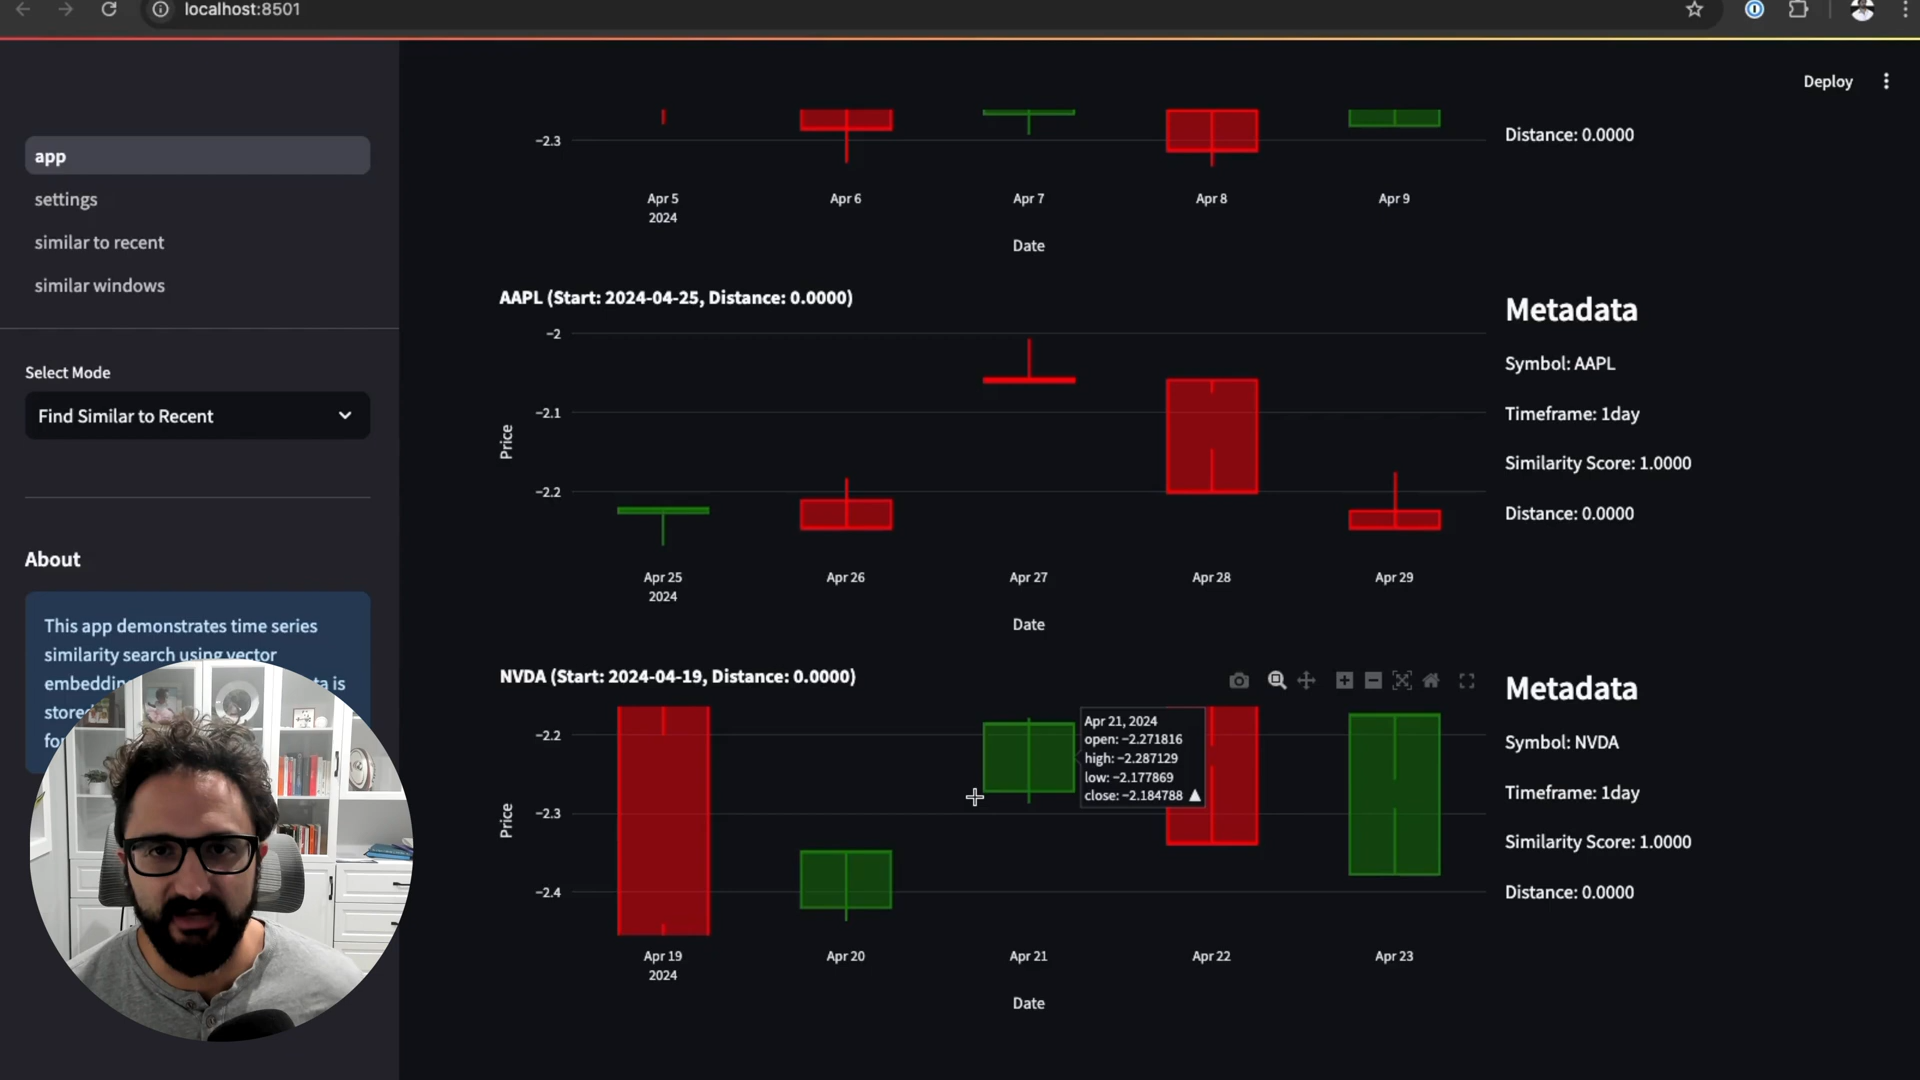 localhost:8501
Deploy
app
settings
similar to recent
similar windows
Select Mode
Find Similar to Recent
About
This app demonstrates time series
similarity search using vector
embeddin
ta is
store
for
−2.3
Apr 5
2024
Apr 6
Apr 7
Apr 8
Apr 9
Date
Distance: 0.0000
AAPL (Start: 2024-04-25, Distance: 0.0000)
−2
−2.1
−2.2
Price
Apr 25
2024
Apr 26
Apr 27
Apr 28
Apr 29
Date
Metadata
Symbol: AAPL
Timeframe: 1day
Similarity Score: 1.0000
Distance: 0.0000
NVDA (Start: 2024-04-19, Distance: 0.0000)
−2.2
−2.3
−2.4
Price
Apr 21, 2024
open: −2.271816
high: −2.287129
low: −2.177869
close: −2.184788 ▲
Apr 19
2024
Apr 20
Apr 21
Apr 22
Apr 23
Date
Metadata
Symbol: NVDA
Timeframe: 1day
Similarity Score: 1.0000
Distance: 0.0000